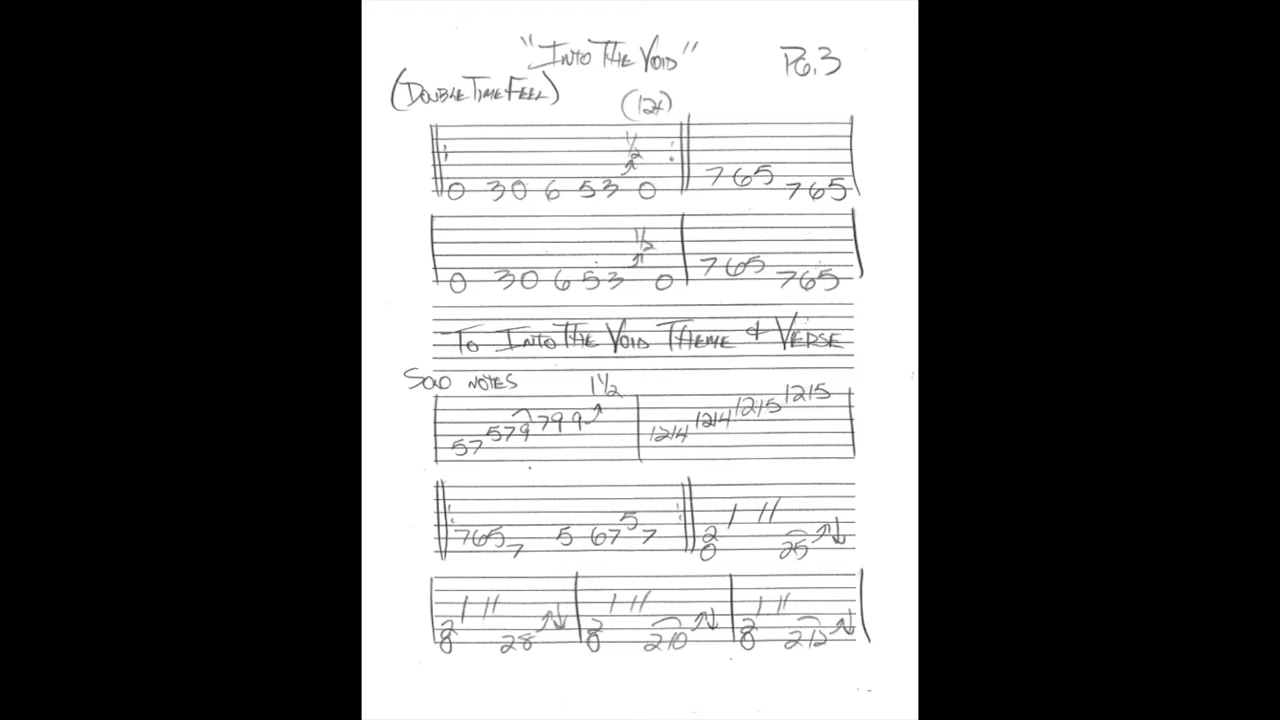 "Into The Void" Pg.3
(Double Time Feel)
(12x)
1/2
0 3 0 6 5 3 0 7 6 5 7 6 5
1/2
0 3 0 6 5 3 0 7 6 5 7 6 5
To Into The Void Theme & Verse
Solo Notes 1 1/2
5 7 5 7 9 7 9 9 12 14 12 14 12 15 12 15
7 6 5 7 5 6 7 5 7 2 0 2 5
2 0 2 8 2 0 2 10 2 0 2 12